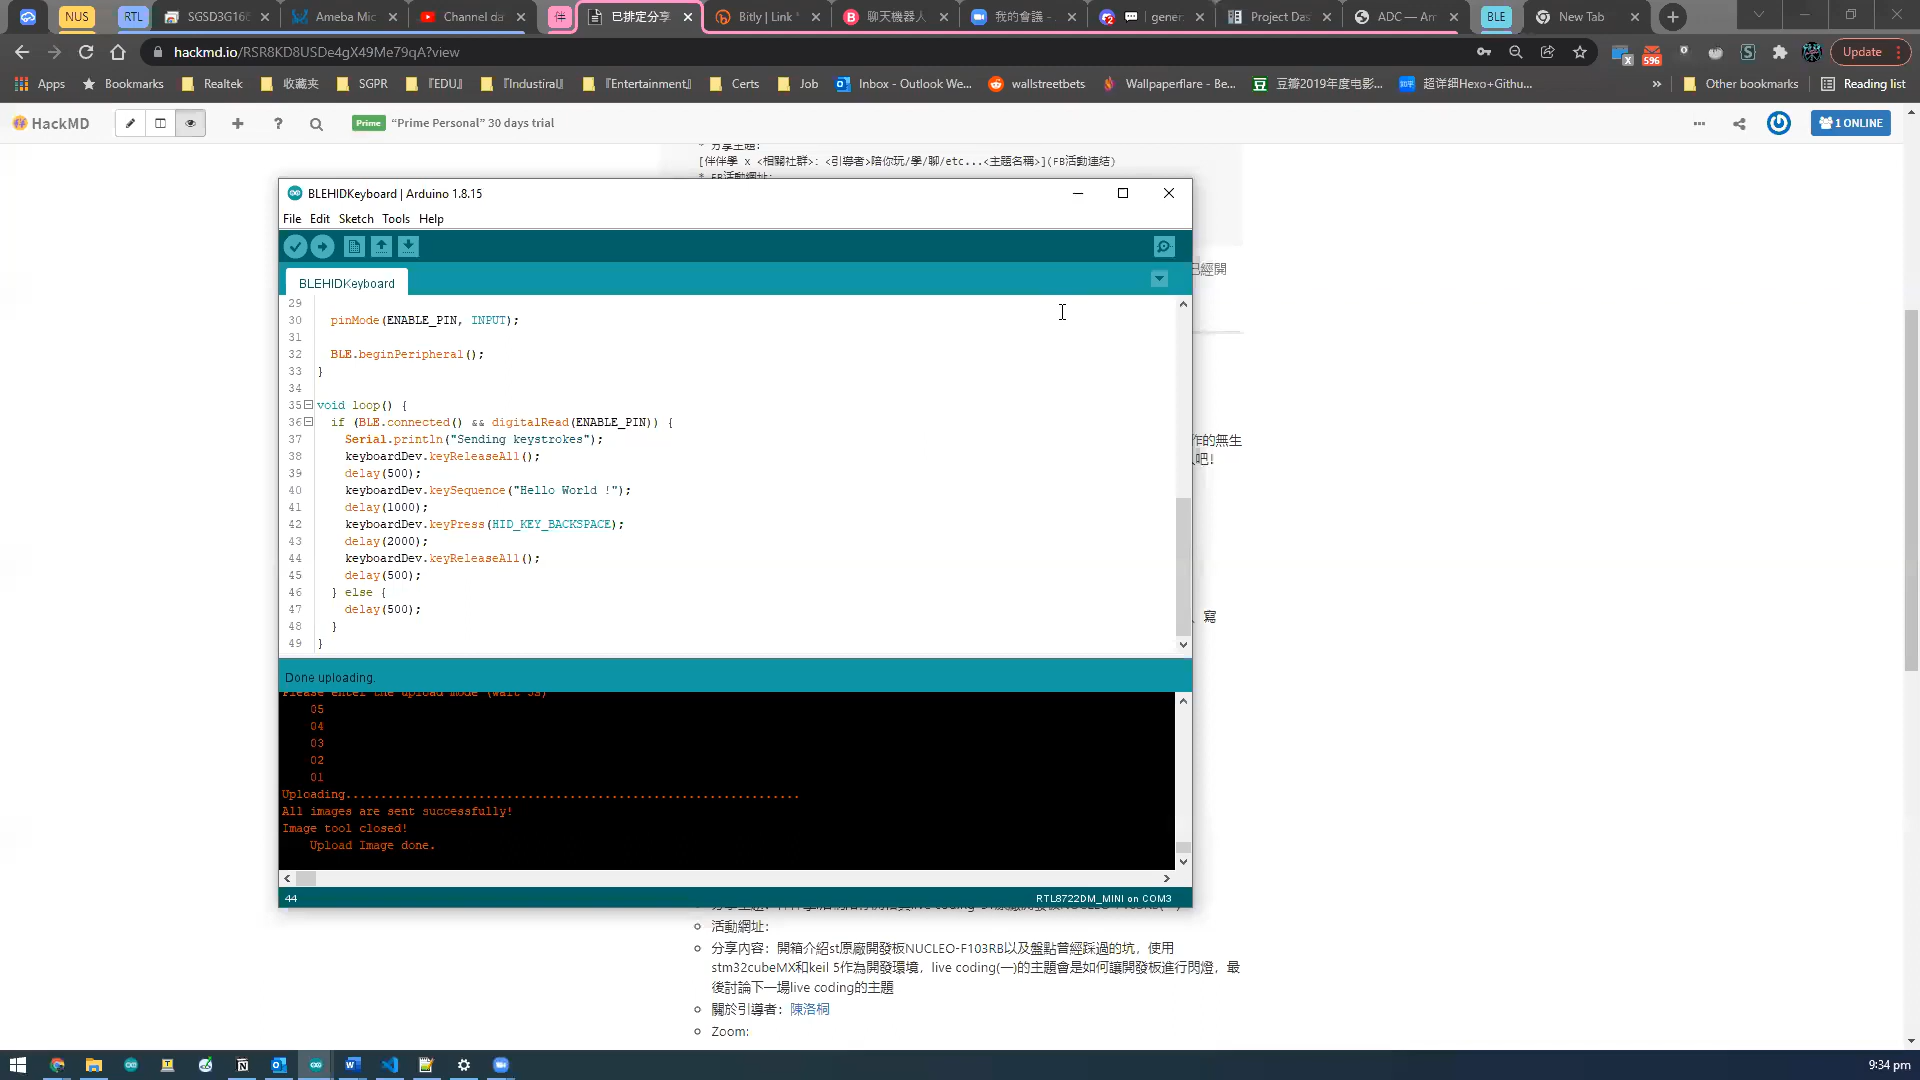 NUS
RTL
SGSD3G16
Ameba Mic
Channel da
伴
已排定分享
Bitly | Link
聊天機器人
我的會議 -
gener
Project Das
ADC — Am
BLE
New Tab
hackmd.io/RSR8KD8USDe4gX49Me79qA?view
596
Update
Apps
Bookmarks
Realtek
收藏夹
SGPR
『EDU』
『Industiral』
『Entertainment』
Certs
Job
Inbox - Outlook We...
wallstreetbets
Wallpaperflare - Be...
豆瓣2019年度电影...
超详细Hexo+Githu...
»
Other bookmarks
Reading list
HackMD
Prime
“Prime Personal” 30 days trial
1 ONLINE
* 分享主題:
[伴伴學 x <相關社群>: <引導者>陪你玩/學/聊/etc...<主題名稱>](FB活動連結)
* FB活動網址:
BLEHIDKeyboard | Arduino 1.8.15
File Edit Sketch Tools Help
BLEHIDKeyboard
29
30 pinMode(ENABLE_PIN, INPUT);
31
32 BLE.beginPeripheral();
33 }
34
35 void loop() {
36 if (BLE.connected() && digitalRead(ENABLE_PIN)) {
37 Serial.println("Sending keystrokes");
38 keyboardDev.keyReleaseAll();
39 delay(500);
40 keyboardDev.keySequence("Hello World !");
41 delay(1000);
42 keyboardDev.keyPress(HID_KEY_BACKSPACE);
43 delay(2000);
44 keyboardDev.keyReleaseAll();
45 delay(500);
46 } else {
47 delay(500);
48 }
49 }
已經開
作的無生
吧!
寫
Done uploading.
Please enter the upload mode (wait 5s)
05
04
03
02
01
Uploading.................................................................
All images are sent successfully!
Image tool closed!
Upload Image done.
44
RTL8722DM_MINI on COM3
活動網址:
分享內容: 開箱介紹st原廠開發板NUCLEO-F103RB以及盤點曾經踩過的坑, 使用
stm32cubeMX和keil 5作為開發環境, live coding(一)的主題會是如何讓開發板進行閃燈, 最
後討論下一場live coding的主題
關於引導者: 陳洛桐
Zoom:
9:34 pm